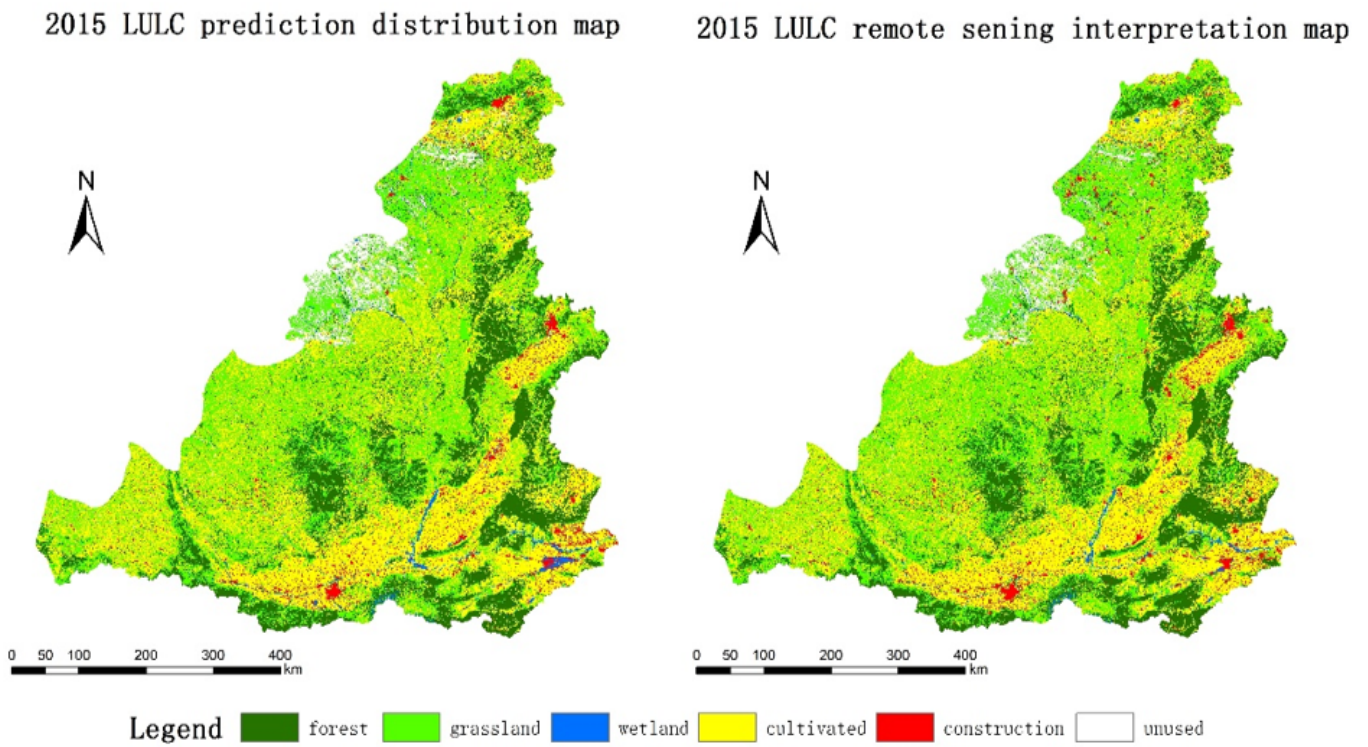 2015 LULC prediction distribution map
2015 LULC remote sening interpretation map
N
N
0 50 100 200 300 400
km
0 50 100 200 300 400
km
Legend forest grassland wetland cultivated construction unused